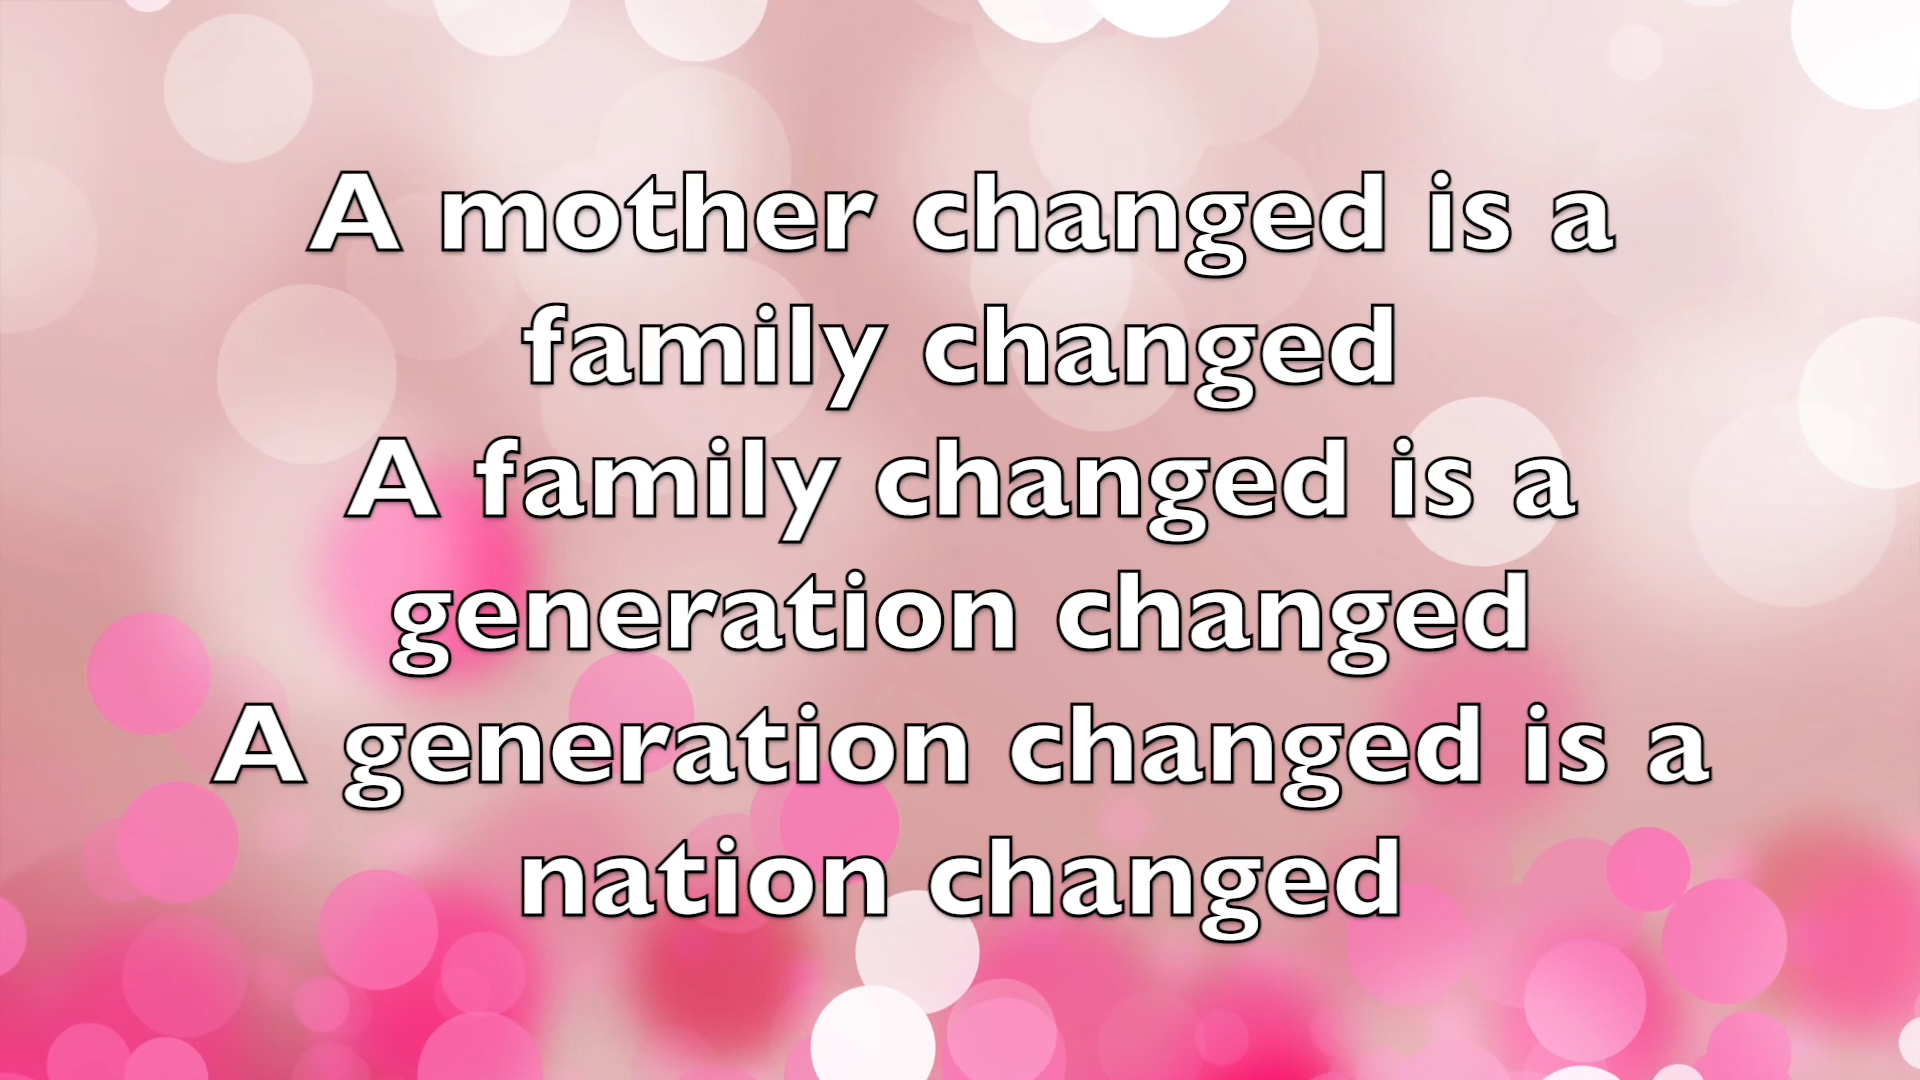 A mother changed is a
family changed
A family changed is a
generation changed
A generation changed is a
nation changed